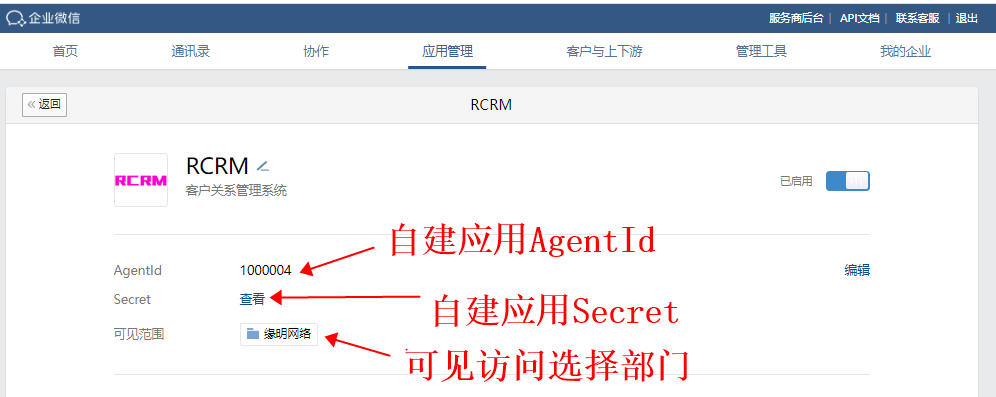 企业微信 服务商后台 | API文档 | 联系客服 | 退出
首页 通讯录 协作 应用管理 客户与上下游 管理工具 我的企业
« 返回 RCRM
RCRM RCRM
客户关系管理系统 已启用
自建应用AgentId
AgentId 1000004 编辑
Secret 查看
自建应用Secret
可见范围 缘明网络
可见访问选择部门